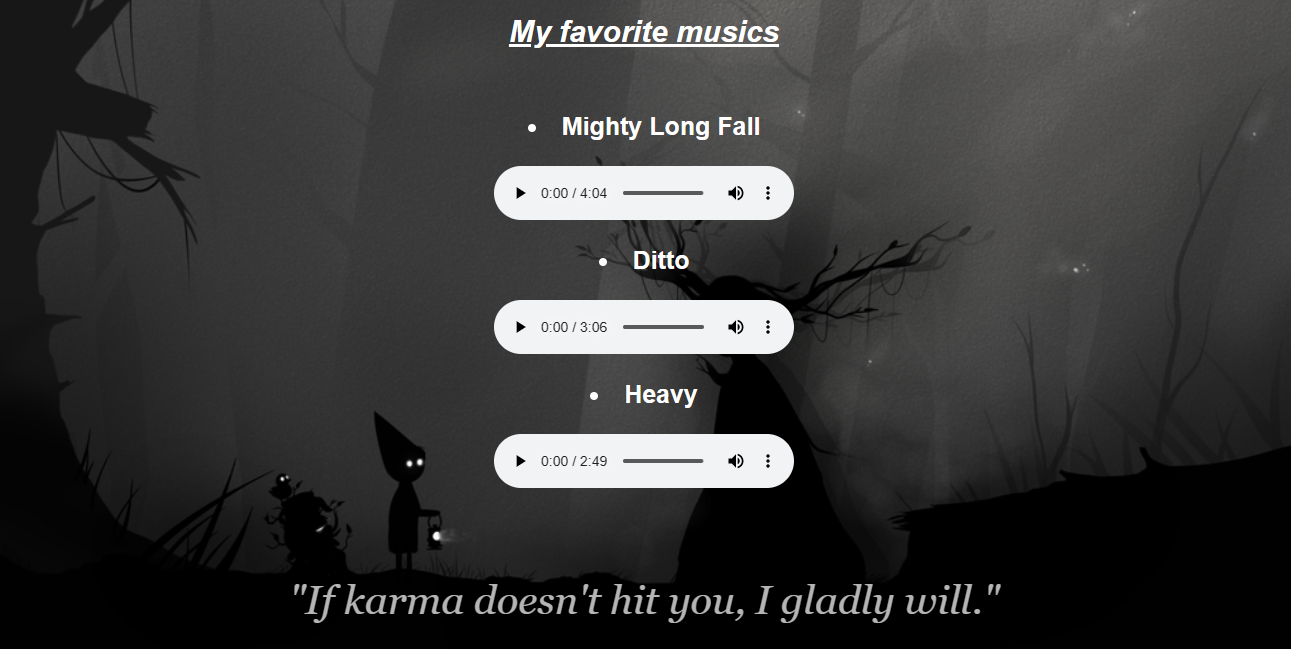 My favorite musics
Mighty Long Fall
0:00 / 4:04
Ditto
0:00 / 3:06
Heavy
0:00 / 2:49
"If karma doesn't hit you, I gladly will."